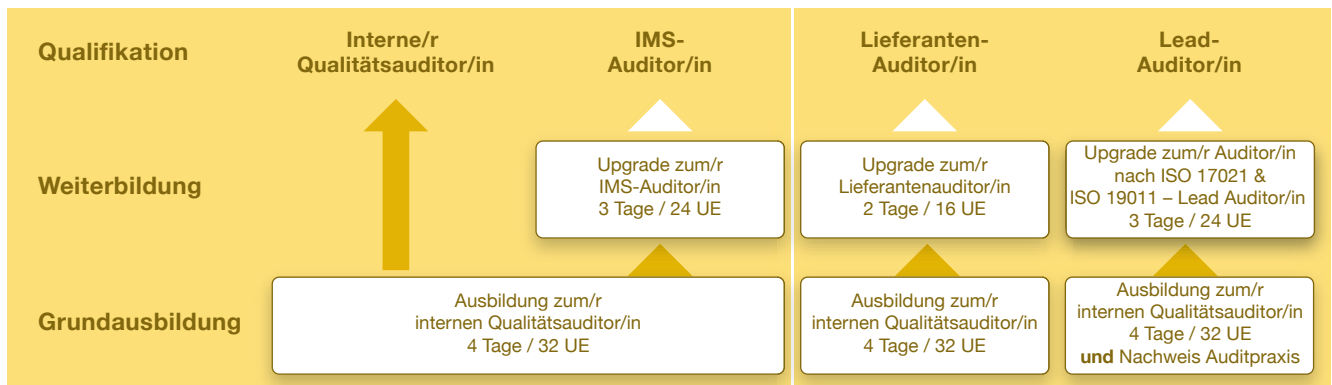 Qualifikation
Interne/r
Qualitätsauditor/in
IMS-
Auditor/in
Lieferanten-
Auditor/in
Lead-
Auditor/in
Weiterbildung
Upgrade zum/r
IMS-Auditor/in
3 Tage / 24 UE
Upgrade zum/r
Lieferantenauditor/in
2 Tage / 16 UE
Upgrade zum/r Auditor/in
nach ISO 17021 &
ISO 19011 – Lead Auditor/in
3 Tage / 24 UE
Grundausbildung
Ausbildung zum/r
internen Qualitätsauditor/in
4 Tage / 32 UE
Ausbildung zum/r
internen Qualitätsauditor/in
4 Tage / 32 UE
Ausbildung zum/r
internen Qualitätsauditor/in
4 Tage / 32 UE
und Nachweis Auditpraxis